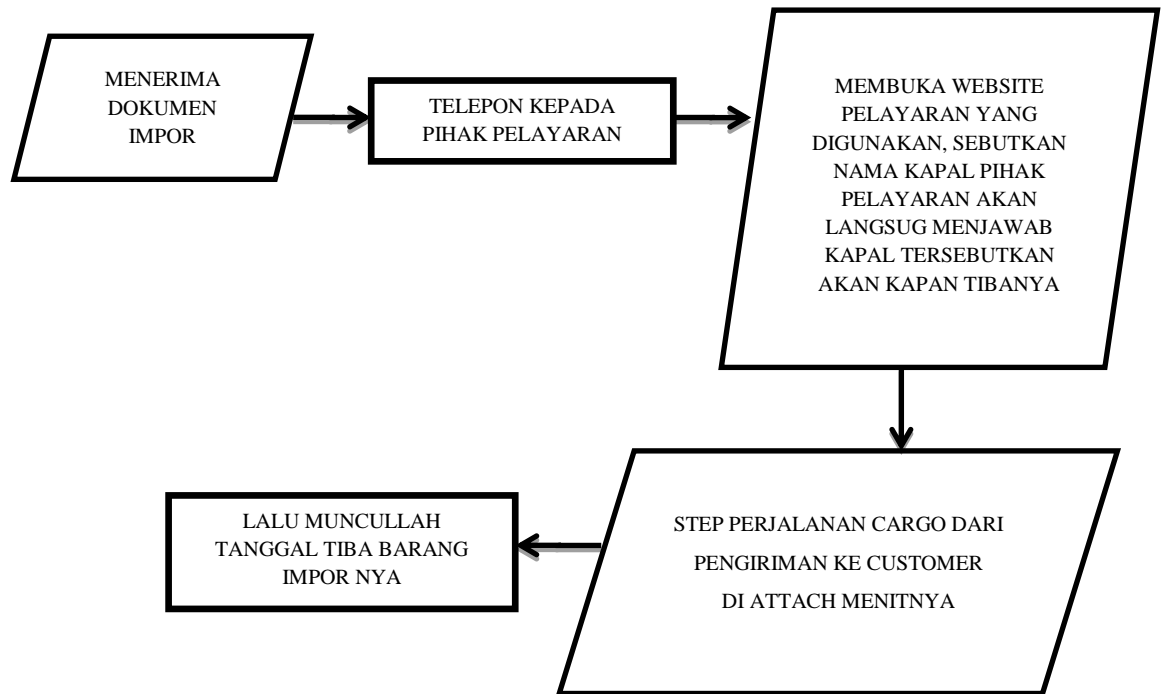 MENERIMA
DOKUMEN
IMPOR
TELEPON KEPADA
PIHAK PELAYARAN
MEMBUKA WEBSITE
PELAYARAN YANG
DIGUNAKAN, SEBUTKAN
NAMA KAPAL PIHAK
PELAYARAN AKAN
LANGSUG MENJAWAB
KAPAL TERSEBUTKAN
AKAN KAPAN TIBANYA
STEP PERJALANAN CARGO DARI
PENGIRIMAN KE CUSTOMER
DI ATTACH MENITNYA
LALU MUNCULLAH
TANGGAL TIBA BARANG
IMPOR NYA